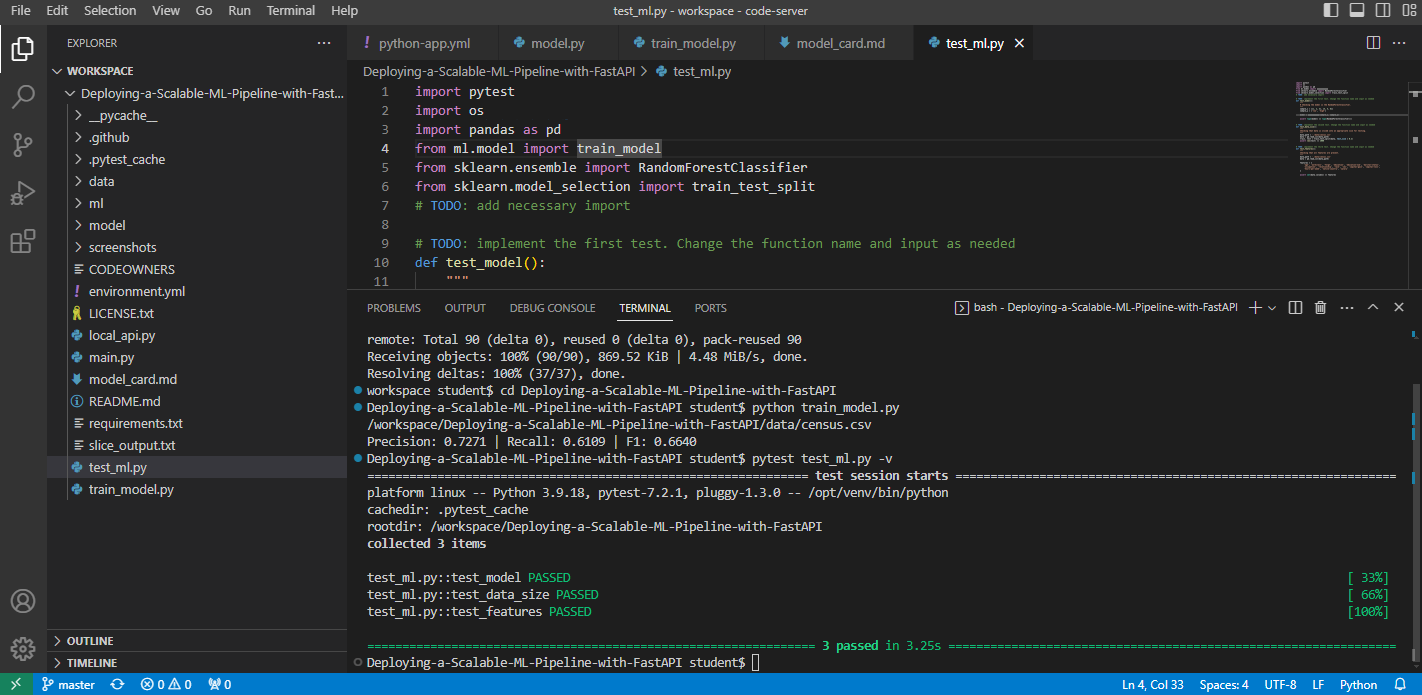 File Edit Selection View Go Run Terminal Help
test_ml.py - workspace - code-server
EXPLORER
WORKSPACE
Deploying-a-Scalable-ML-Pipeline-with-Fast...
__pycache__
.github
.pytest_cache
data
ml
model
screenshots
CODEOWNERS
! environment.yml
LICENSE.txt
local_api.py
main.py
model_card.md
README.md
requirements.txt
slice_output.txt
test_ml.py
train_model.py
OUTLINE
TIMELINE
! python-app.yml model.py train_model.py model_card.md test_ml.py
Deploying-a-Scalable-ML-Pipeline-with-FastAPI > test_ml.py
1 import pytest
2 import os
3 import pandas as pd
4 from ml.model import train_model
5 from sklearn.ensemble import RandomForestClassifier
6 from sklearn.model_selection import train_test_split
7 # TODO: add necessary import
8
9 # TODO: implement the first test. Change the function name and input as needed
10 def test_model():
11 """
PROBLEMS OUTPUT DEBUG CONSOLE TERMINAL PORTS
bash - Deploying-a-Scalable-ML-Pipeline-with-FastAPI
remote: Total 90 (delta 0), reused 0 (delta 0), pack-reused 90
Receiving objects: 100% (90/90), 869.52 KiB | 4.48 MiB/s, done.
Resolving deltas: 100% (37/37), done.
workspace student$ cd Deploying-a-Scalable-ML-Pipeline-with-FastAPI
Deploying-a-Scalable-ML-Pipeline-with-FastAPI student$ python train_model.py
/workspace/Deploying-a-Scalable-ML-Pipeline-with-FastAPI/data/census.csv
Precision: 0.7271 | Recall: 0.6109 | F1: 0.6640
Deploying-a-Scalable-ML-Pipeline-with-FastAPI student$ pytest test_ml.py -v
test session starts
platform linux -- Python 3.9.18, pytest-7.2.1, pluggy-1.3.0 -- /opt/venv/bin/python
cachedir: .pytest_cache
rootdir: /workspace/Deploying-a-Scalable-ML-Pipeline-with-FastAPI
collected 3 items
test_ml.py::test_model PASSED [ 33%]
test_ml.py::test_data_size PASSED [ 66%]
test_ml.py::test_features PASSED [100%]
3 passed in 3.25s
Deploying-a-Scalable-ML-Pipeline-with-FastAPI student$
master 0 0 0 Ln 4, Col 33 Spaces: 4 UTF-8 LF Python